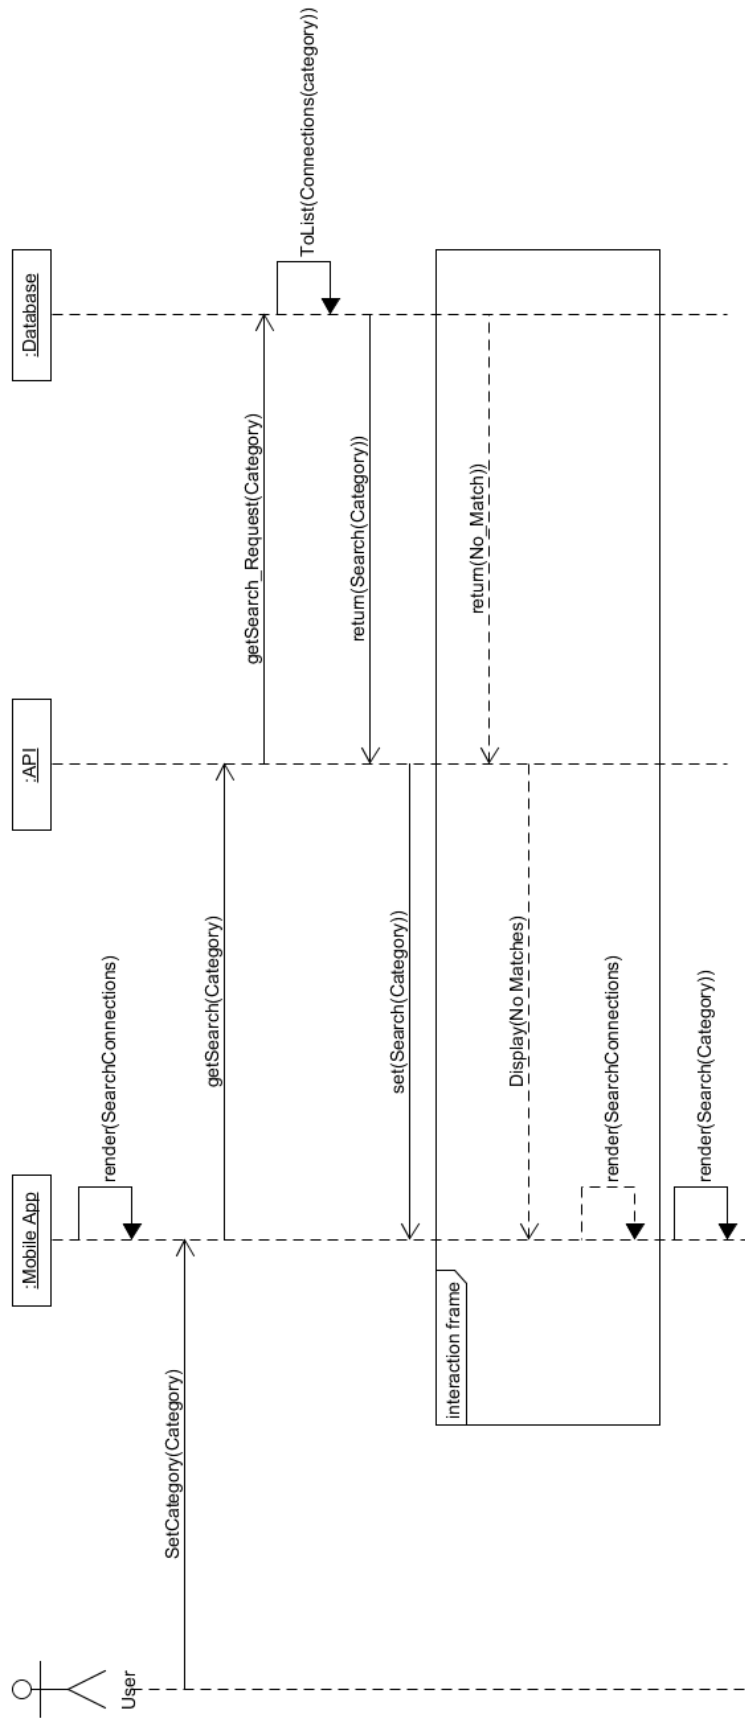 User
:Mobile App
:API
:Database
render(SearchConnections)
SetCategory(Category)
getSearch(Category)
getSearch_Request(Category)
ToList(Connections(category))
return(Search(Category))
set(Search(Category))
interaction frame
return(No_Match))
Display(No Matches)
render(SearchConnections)
render(Search(Category))